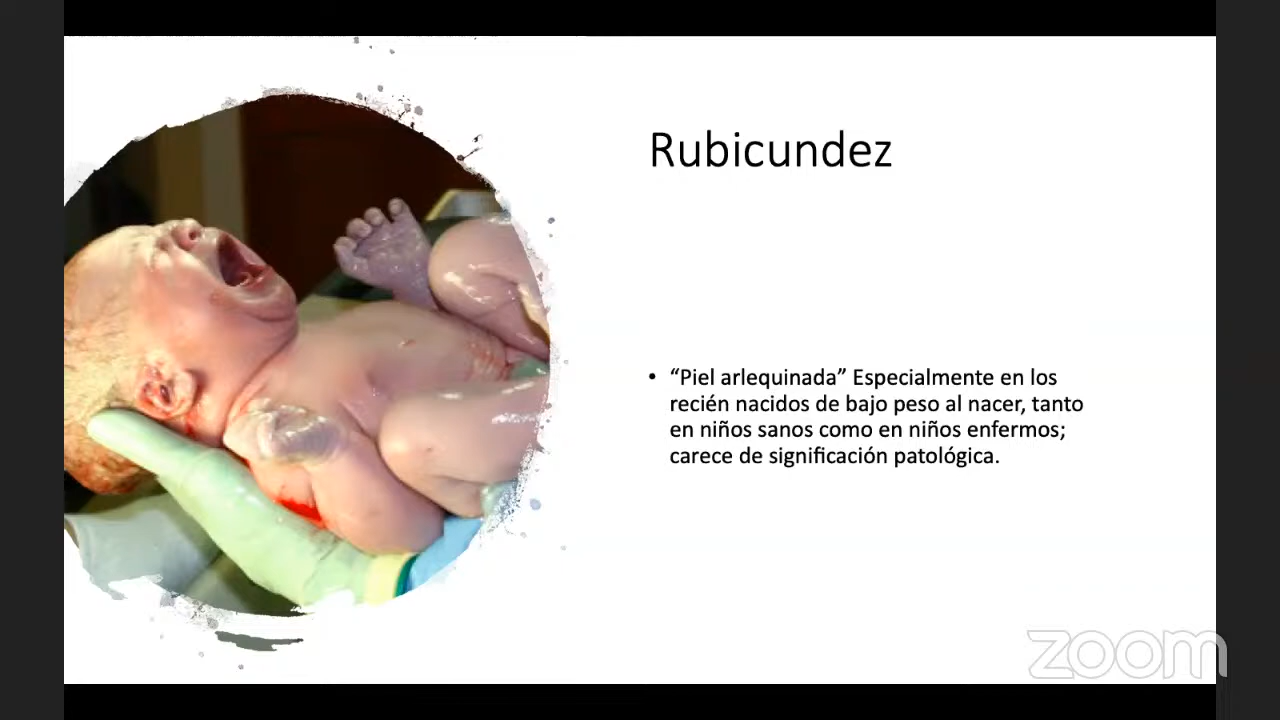 Rubicundez
• “Piel arlequinada” Especialmente en los
recién nacidos de bajo peso al nacer, tanto
en niños sanos como en niños enfermos;
carece de significación patológica.
zoom